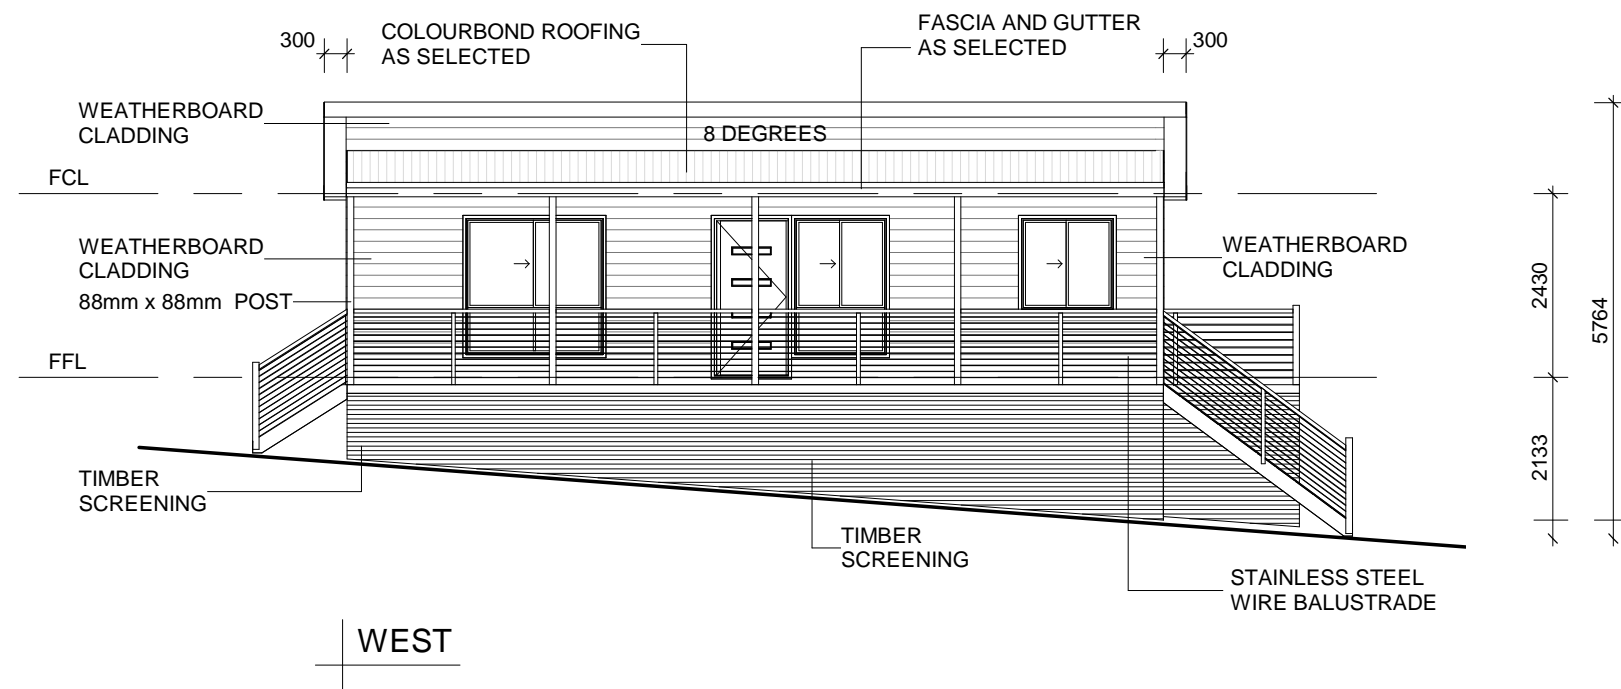 FASCIA AND GUTTER
AS SELECTED
COLOURBOND ROOFING
AS SELECTED
300
300
WEATHERBOARD
CLADDING
8 DEGREES
FCL
WEATHERBOARD
CLADDING
88mm x 88mm POST
WEATHERBOARD
CLADDING
2430
5764
FFL
2133
TIMBER
SCREENING
TIMBER
SCREENING
STAINLESS STEEL
WIRE BALUSTRADE
WEST